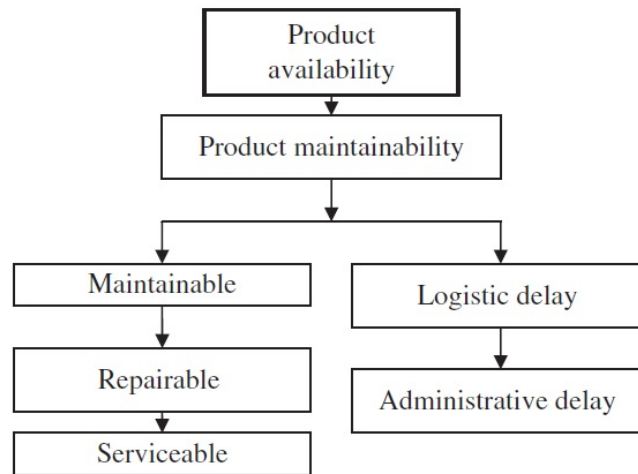 Product
availability
Product maintainability
Maintainable
Logistic delay
Repairable
Administrative delay
Serviceable